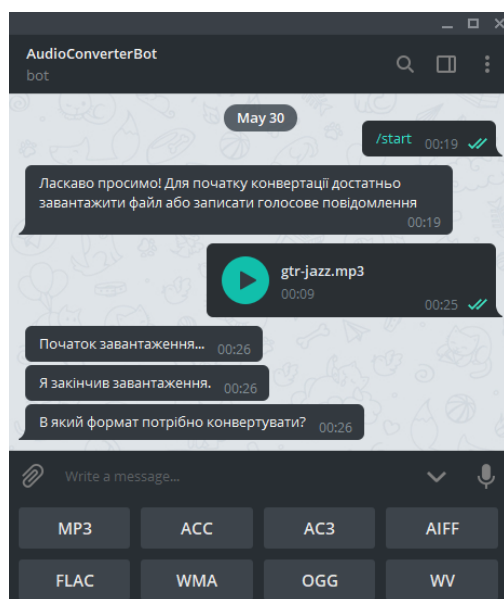 AudioConverterBot
bot
May 30
/start 00:19
Ласкаво просимо! Для початку конвертації достатньо
завантажити файл або записати голосове повідомлення
00:19
gtr-jazz.mp3
00:09
00:25
Початок завантаження... 00:26
Я закінчив завантаження. 00:26
В який формат потрібно конвертувати? 00:26
Write a message...
MP3 ACC AC3 AIFF
FLAC WMA OGG WV